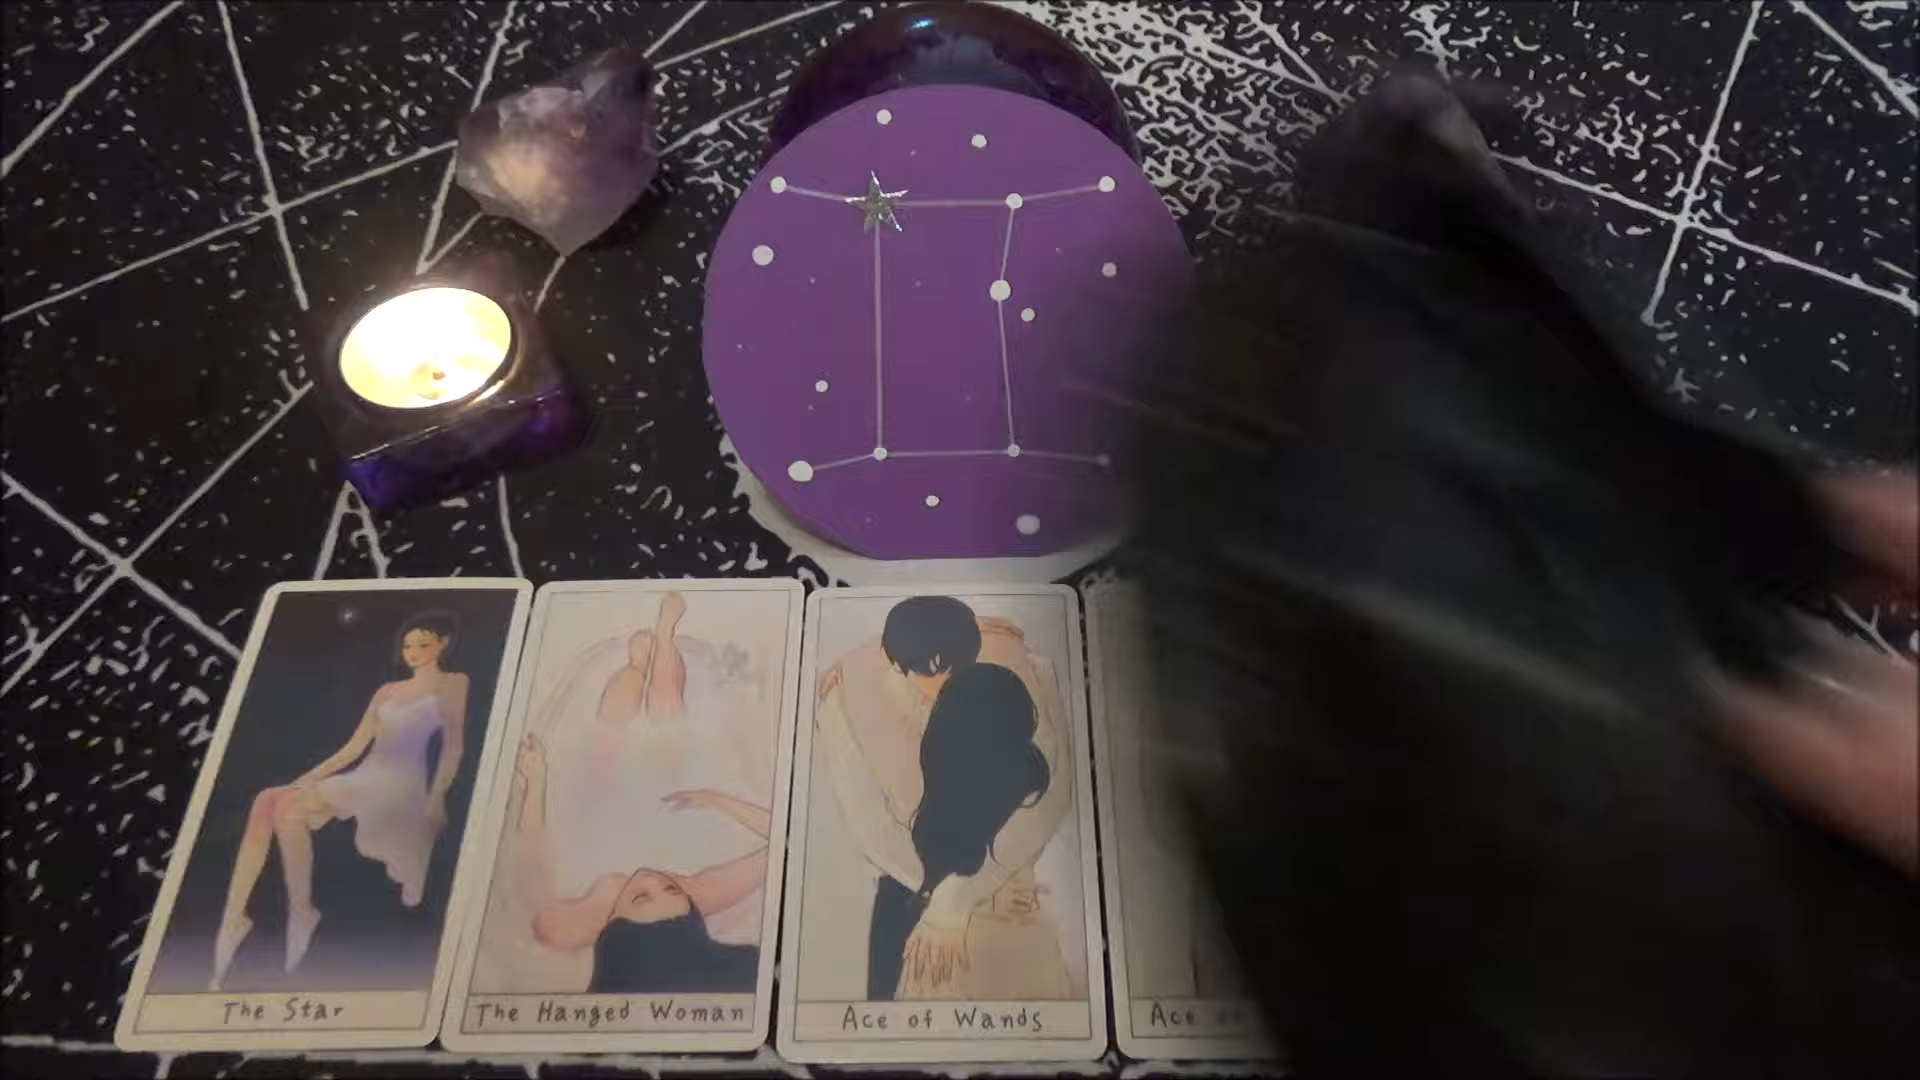 The Star
The Hanged Woman
Ace of Wands
Ace